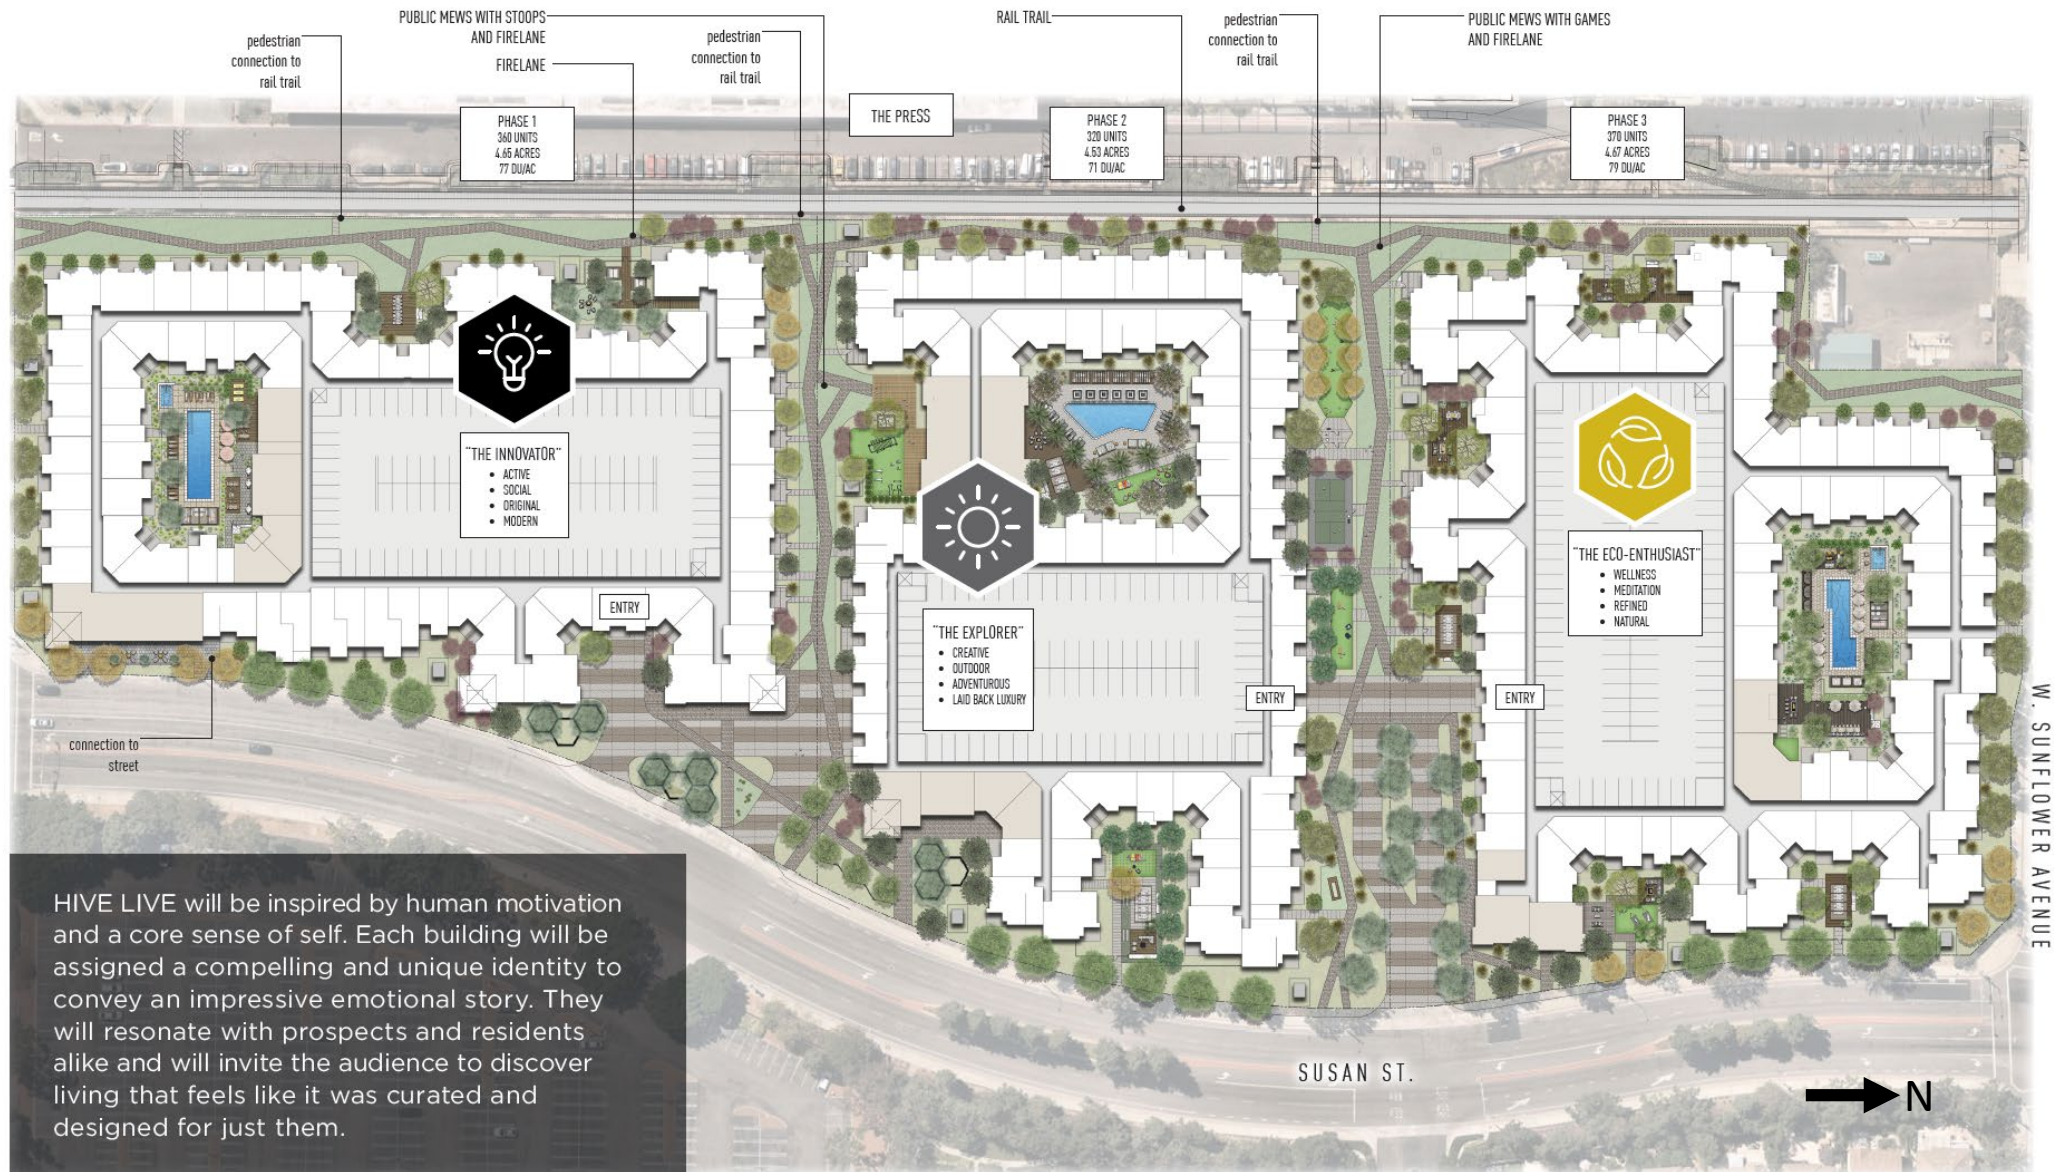 PUBLIC MEWS WITH STOOPS
AND FIRELANE
FIRELANE
pedestrian
connection to
rail trail
pedestrian
connection to
rail trail
RAIL TRAIL
pedestrian
connection to
rail trail
PUBLIC MEWS WITH GAMES
AND FIRELANE
THE PRESS
PHASE 1
360 UNITS
4.65 ACRES
77 DU/AC
PHASE 2
320 UNITS
4.53 ACRES
71 DU/AC
PHASE 3
370 UNITS
4.67 ACRES
79 DU/AC
"THE INNOVATOR"
• ACTIVE
• SOCIAL
• ORIGINAL
• MODERN
ENTRY
"THE EXPLORER"
• CREATIVE
• OUTDOOR
• ADVENTUROUS
• LAID BACK LUXURY
ENTRY
ENTRY
"THE ECO-ENTHUSIAST"
• WELLNESS
• MEDITATION
• REFINED
• NATURAL
connection to
street
W. SUNFLOWER AVENUE
SUSAN ST.
N
HIVE LIVE will be inspired by human motivation
and a core sense of self. Each building will be
assigned a compelling and unique identity to
convey an impressive emotional story. They
will resonate with prospects and residents
alike and will invite the audience to discover
living that feels like it was curated and
designed for just them.